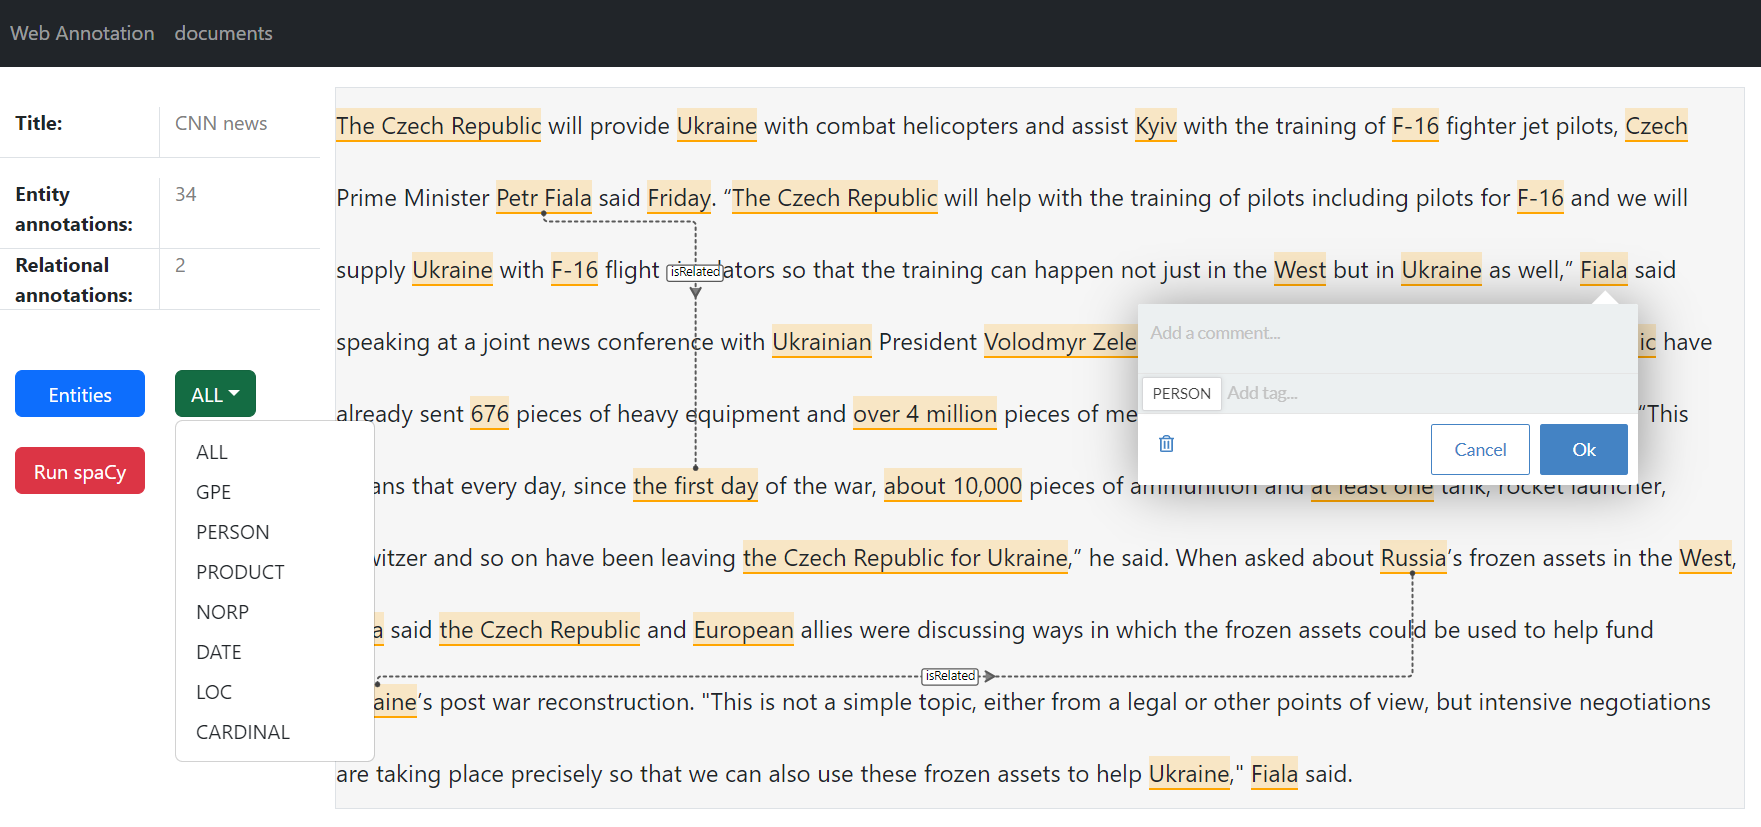 Web Annotation documents
Title: CNN news
Entity annotations: 34
Relational annotations: 2
Entities ALL
Run spaCy
ALL
GPE
PERSON
PRODUCT
NORP
DATE
LOC
CARDINAL
The Czech Republic will provide Ukraine with combat helicopters and assist Kyiv with the training of F-16 fighter jet pilots, Czech
Prime Minister Petr Fiala said Friday. “The Czech Republic will help with the training of pilots including pilots for F-16 and we will
supply Ukraine with F-16 flight ators so that the training can happen not just in the West but in Ukraine as well,” Fiala said
isRelated
speaking at a joint news conference with Ukrainian President Volodmyr Zele ic have
already sent 676 pieces of heavy equipment and over 4 million pieces of me “This
ans that every day, since the first day of the war, about 10,000 pieces of ammunition and at least one tank, rocket launcher,
witzer and so on have been leaving the Czech Republic for Ukraine,” he said. When asked about Russia’s frozen assets in the West,
a said the Czech Republic and European allies were discussing ways in which the frozen assets could be used to help fund
isRelated
aine’s post war reconstruction. "This is not a simple topic, either from a legal or other points of view, but intensive negotiations
are taking place precisely so that we can also use these frozen assets to help Ukraine," Fiala said.
Add a comment...
PERSON Add tag...
Cancel Ok